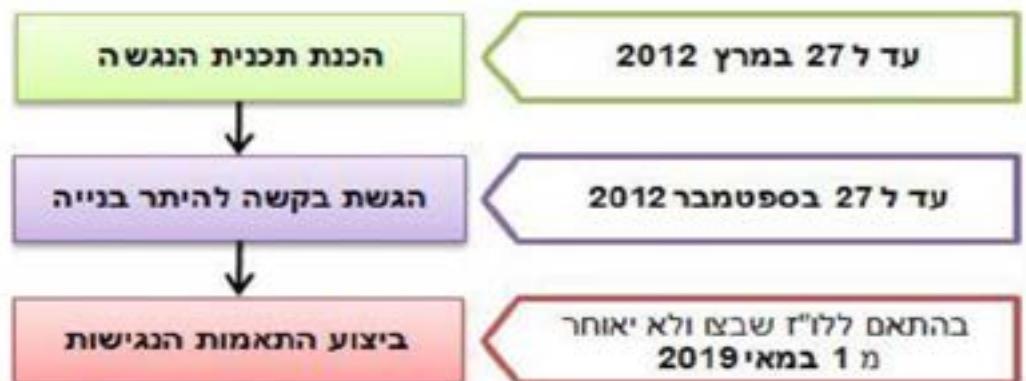 הכנת תכנית הנגשה
עד ל 27 במרץ 2012
הגשת בקשה להיתר בנייה
עד ל 27 בספטמבר 2012
ביצוע התאמות הנגישות
בהתאם ללו"ז שבצו ולא יאוחר
מ 1 במאי 2019